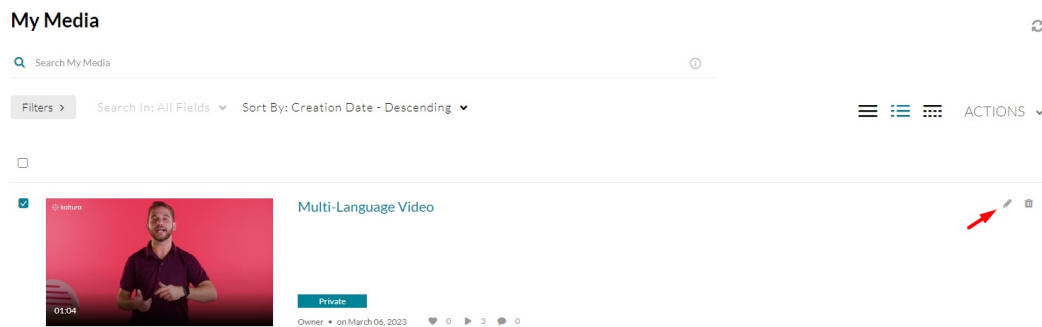 My Media
Search My Media
Filters >
Search In: All Fields
Sort By: Creation Date - Descending
ACTIONS
kaltura
01:04
Multi-Language Video
Private
Owner • on March 06, 2023 0 3 0